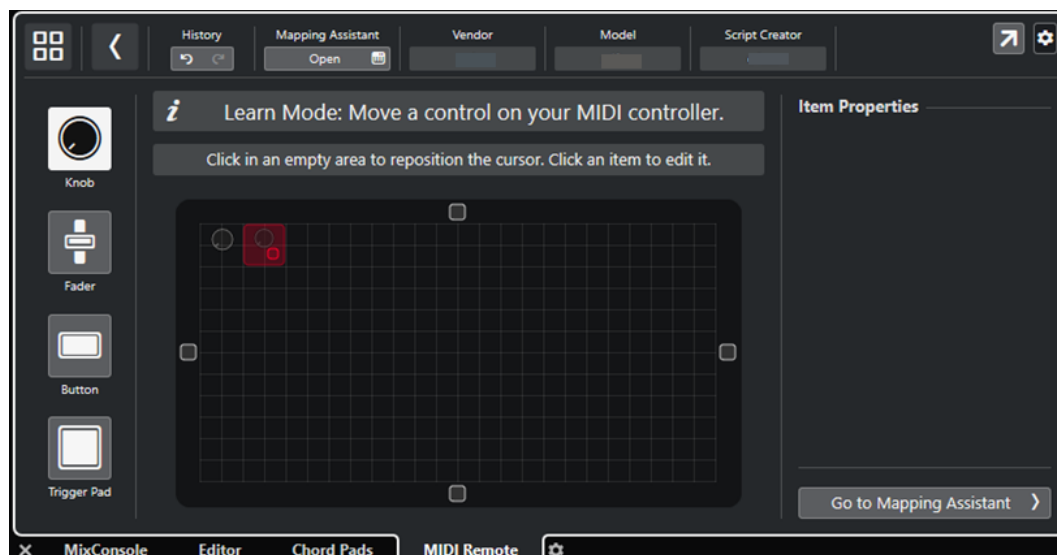 History
Mapping Assistant
Vendor
Model
Script Creator
Open
i Learn Mode: Move a control on your MIDI controller.
Item Properties
Click in an empty area to reposition the cursor. Click an item to edit it.
Knob
Fader
Button
Trigger Pad
Go to Mapping Assistant
MixConsole
Editor
Chord Pads
MIDI Remote